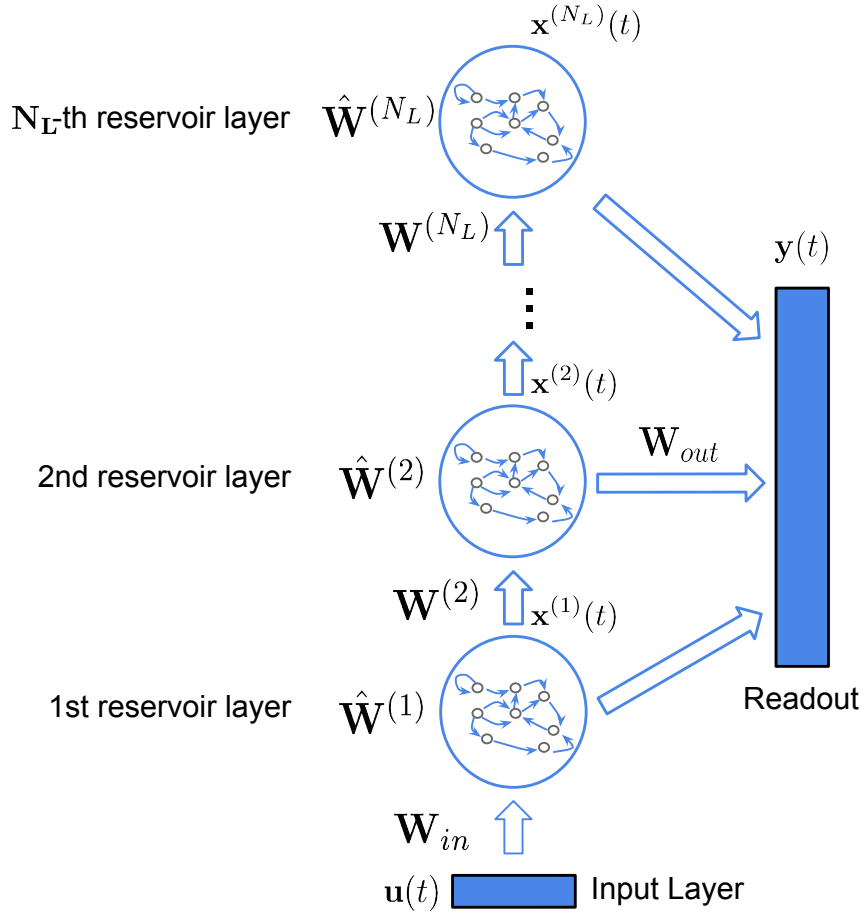 𝐱^(N_L)(t)
N_L-th reservoir layer
Ŵ^(N_L)
W^(N_L)
y(t)
⋮
x^(2)(t)
W_out
2nd reservoir layer
Ŵ^(2)
W^(2)
x^(1)(t)
Readout
1st reservoir layer
Ŵ^(1)
W_in
u(t)
Input Layer